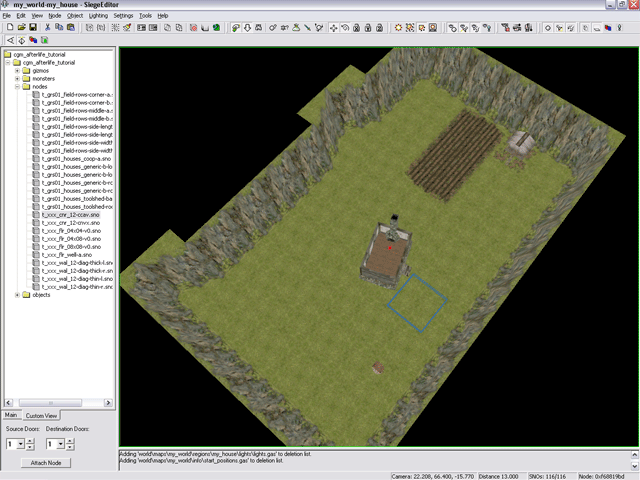 my_world-my_house - SiegeEditor
File Edit View Node Object Lighting Settings Tools Help
cgm_afterlife_tutorial
cgm_afterlife_tutorial
gizmos
monsters
nodes
t_grs01_field-rows-corner-a.
t_grs01_field-rows-corner-b.
t_grs01_field-rows-middle-a.
t_grs01_field-rows-middle-b.
t_grs01_field-rows-side-lengt
t_grs01_field-rows-side-lengt
t_grs01_field-rows-side-width
t_grs01_field-rows-side-width
t_grs01_houses_coop-a.sno
t_grs01_houses_generic-b-lo
t_grs01_houses_generic-b-lo
t_grs01_houses_generic-b-rc
t_grs01_houses_generic-b-rc
t_grs01_houses_toolshed-ba
t_grs01_houses_toolshed-roo
t_xxx_cnr_12-ccav.sno
t_xxx_cnr_12-cnvx.sno
t_xxx_flr_04x04-v0.sno
t_xxx_flr_04x08-v0.sno
t_xxx_flr_08x08-v0.sno
t_xxx_flr_well-a.sno
t_xxx_wal_12-diag-thick-l.sn
t_xxx_wal_12-diag-thick-r.sn
t_xxx_wal_12-diag-thin-l.sno
t_xxx_wal_12-diag-thin-r.sno
objects
Main Custom View
Source Doors: Destination Doors:
1 1
Attach Node
Adding 'world\maps\my_world\regions\my_house\lights\lights.gas' to deletion list.
Adding 'world\maps\my_world\info\start_positions.gas' to deletion list.
Camera: 22.208, 66.400, -15.770 Distance 13.000 SNOs: 116/116 Node: 0xf68819bd